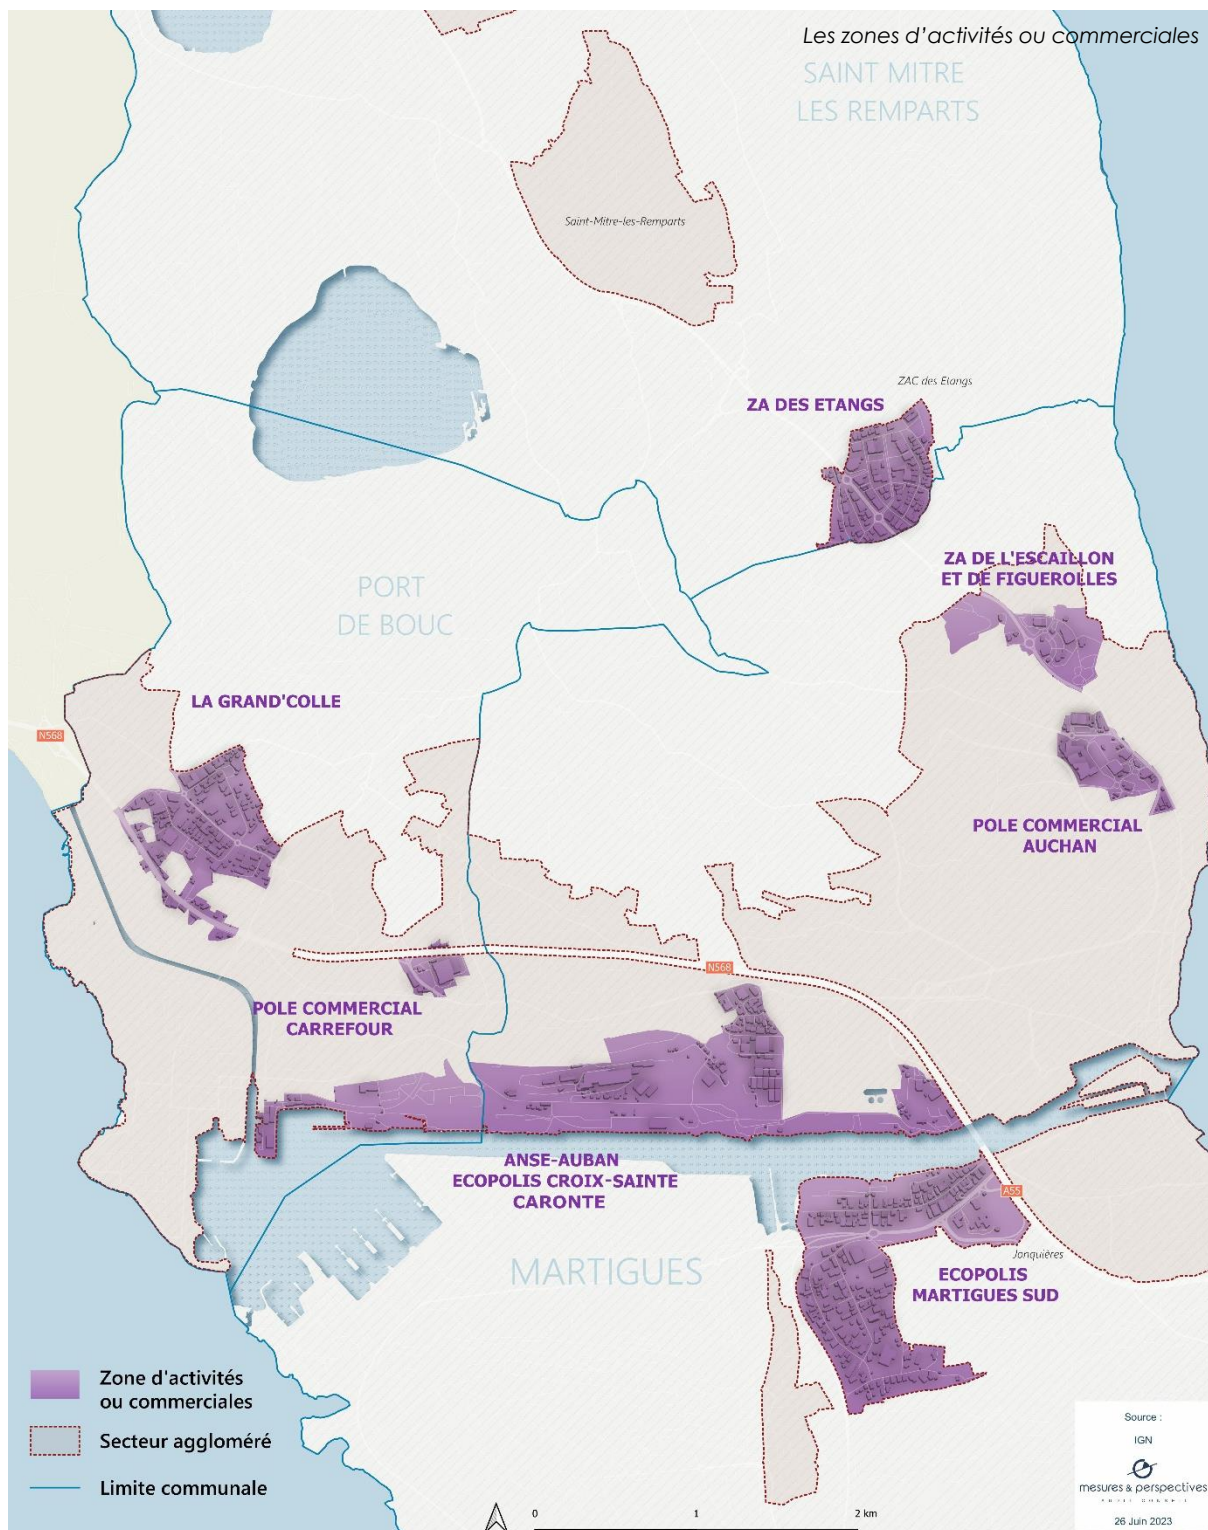 Les zones d'activités ou commerciales
SAINT MITRE
LES REMPARTS
Saint-Mitre-les-Remparts
ZAC des Etangs
ZA DES ETANGS
ZA DE L'ESCAILLON
ET DE FIGUEROLLES
PORT
DE BOUC
LA GRAND'COLLE
N568
POLE COMMERCIAL
AUCHAN
N568
POLE COMMERCIAL
CARREFOUR
ANSE-AUBAN
ECOPOLIS CROIX-SAINTE
CARONTE
A55
MARTIGUES
Jonquières
ECOPOLIS
MARTIGUES SUD
Zone d'activités
ou commerciales
Secteur aggloméré
Limite communale
0 1 2 km
Source :
IGN
mesures & perspectives
26 Juin 2023